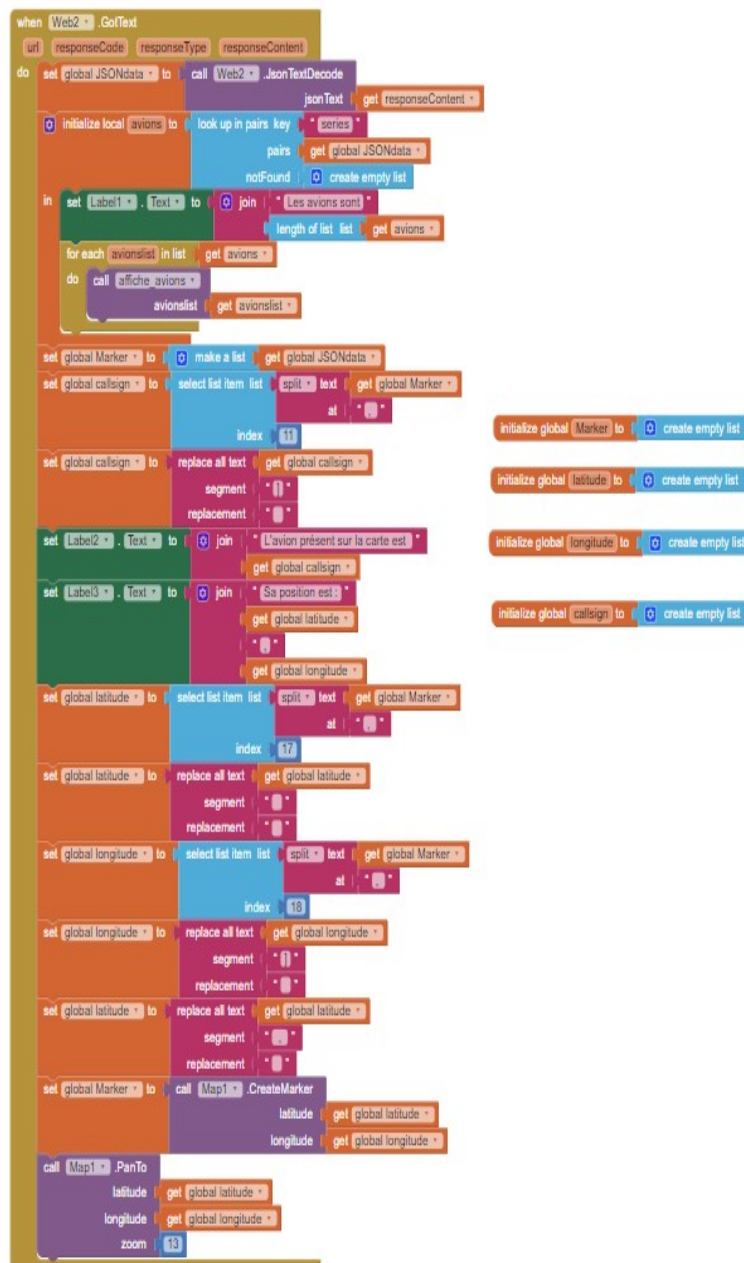 when Web2 .GotText
url responseCode responseType responseContent
do set global JSONdata to call Web2 .JsonTextDecode
jsonText get responseContent
initialize local avions to look up in pairs key " series "
pairs get global JSONdata
notFound create empty list
in set Label1 . Text to join " Les avions sont "
length of list list get avions
for each avionslist in list get avions
do call affiche_avions
avionslist get avionslist
set global Marker to make a list get global JSONdata
set global callsign to select list item list split text get global Marker
at " , "
index 11
set global callsign to replace all text get global callsign
segment " "
replacement " "
set Label2 . Text to join " L'avion présent sur la carte est "
get global callsign
set Label3 . Text to join " Sa position est : "
get global latitude
" , "
get global longitude
set global latitude to select list item list split text get global Marker
at " , "
index 17
set global latitude to replace all text get global latitude
segment " "
replacement " "
set global longitude to select list item list split text get global Marker
at " , "
index 18
set global longitude to replace all text get global longitude
segment " "
replacement " "
set global latitude to replace all text get global latitude
segment " , "
replacement " "
set global Marker to call Map1 .CreateMarker
latitude get global latitude
longitude get global longitude
call Map1 .PanTo
latitude get global latitude
longitude get global longitude
zoom 13
initialize global Marker to create empty list
initialize global latitude to create empty list
initialize global longitude to create empty list
initialize global callsign to create empty list